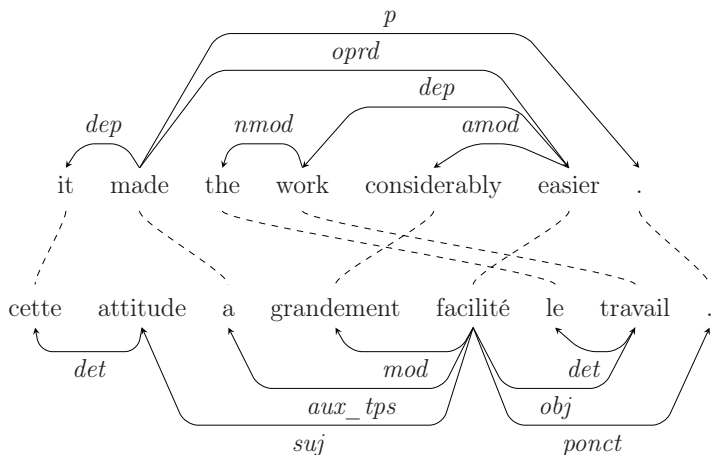 p
oprd
dep
dep nmod amod
it made the work considerably easier .
cette attitude a grandement facilité le travail .
det mod det
aux_tps obj
suj ponct